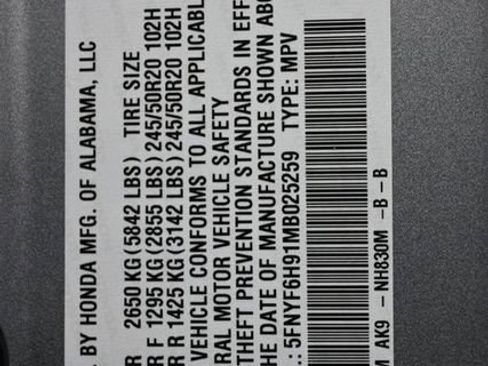 . BY HONDA MFG. OF ALABAMA, LLC
R 2650 KG (5842 LBS) TIRE SIZE
R F 1295 KG (2855 LBS) 245/50R20 102H
R R 1425 KG (3142 LBS) 245/50R20 102H
VEHICLE CONFORMS TO ALL APPLICABL
RAL MOTOR VEHICLE SAFETY
THEFT PREVENTION STANDARDS IN EFF
HE DATE OF MANUFACTURE SHOWN ABO
.: 5FNYF6H91MB025259 TYPE: MPV
M AK9 - NH830M -B -B